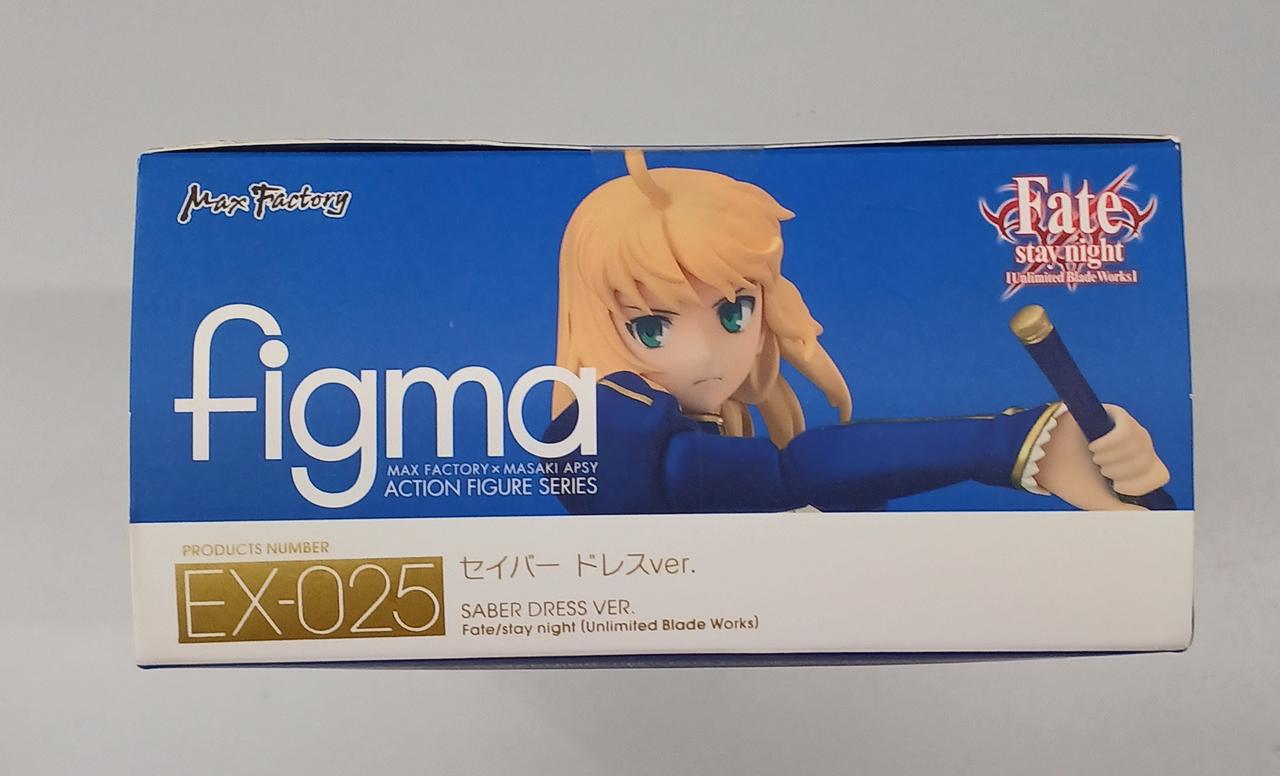 Max Factory
Fate
stay night
[Unlimited Blade Works]
figma
MAX FACTORY × MASAKI APSY
ACTION FIGURE SERIES
PRODUCTS NUMBER
EX-025
セイバー ドレスver.
SABER DRESS VER.
Fate/stay night [Unlimited Blade Works]